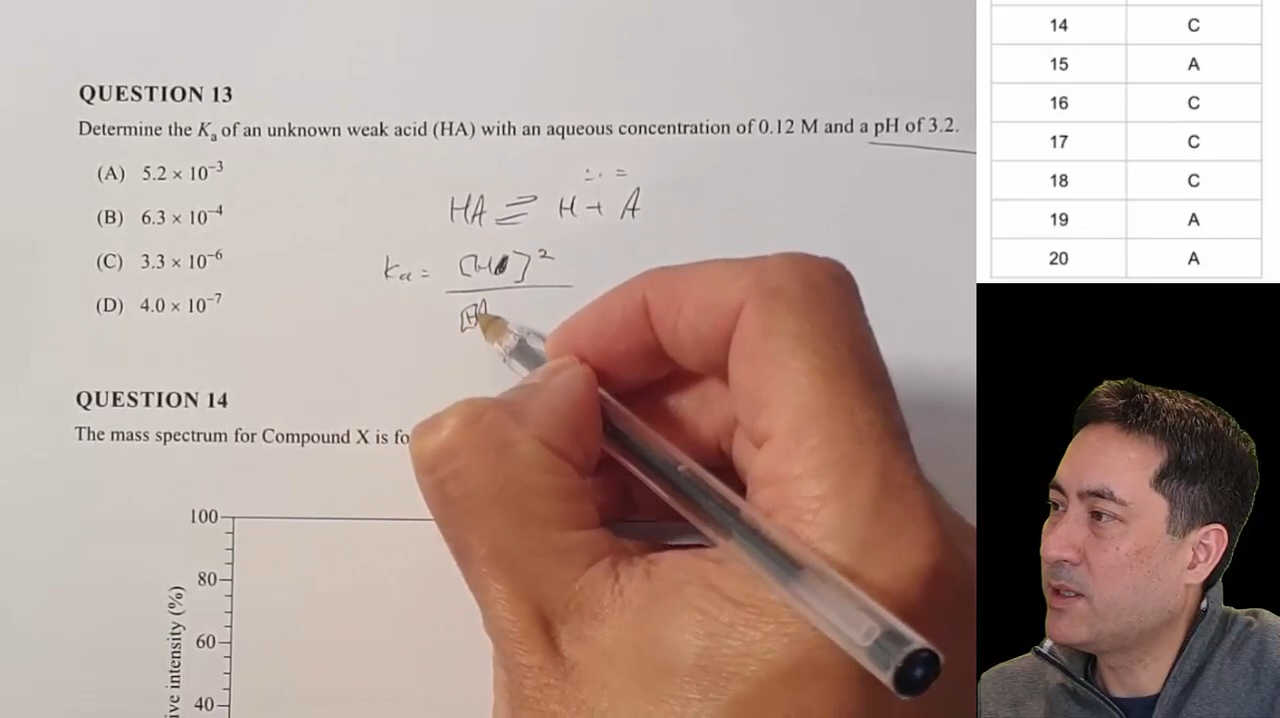 QUESTION 13
Determine the Ka of an unknown weak acid (HA) with an aqueous concentration of 0.12 M and a pH of 3.2.
(A) 5.2 × 10⁻³
(B) 6.3 × 10⁻⁴
(C) 3.3 × 10⁻⁶
(D) 4.0 × 10⁻⁷
HA ⇌ H + A
Ka =
[HA
QUESTION 14
The mass spectrum for Compound X is
100
80
60
40
intensity (%)
14 C
15 A
16 C
17 C
18 C
19 A
20 A